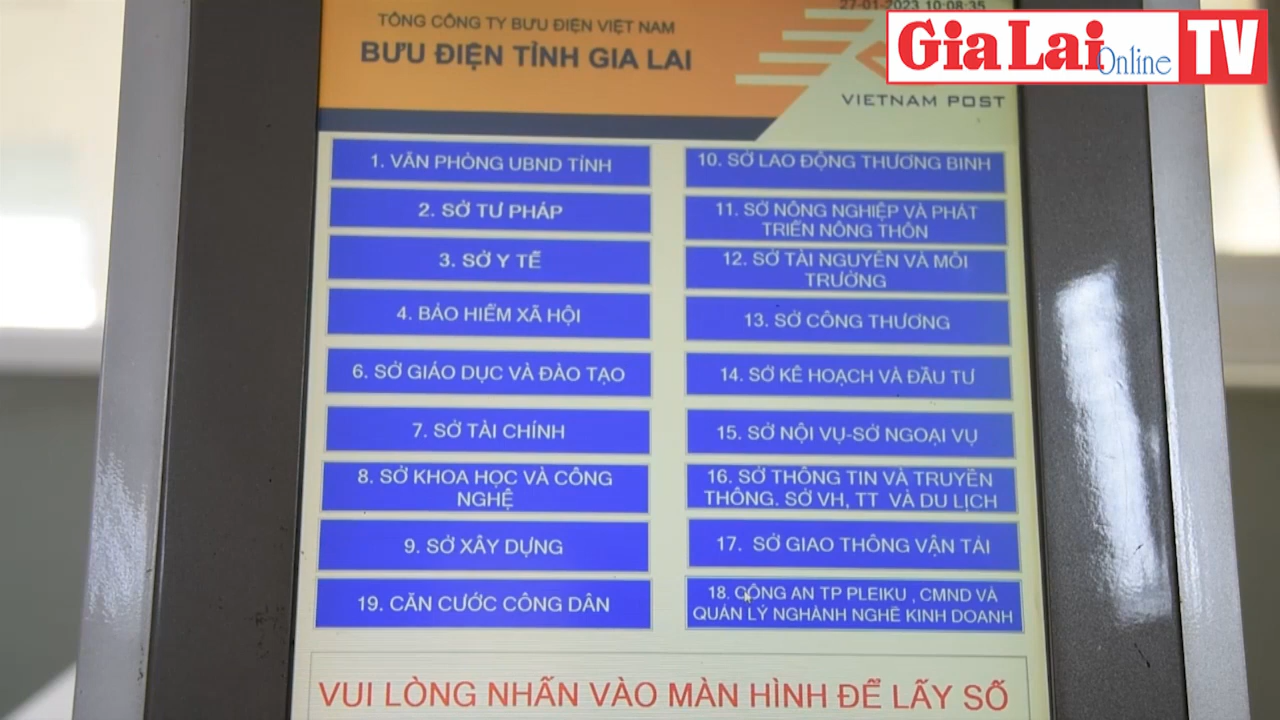 TỔNG CÔNG TY BƯU ĐIỆN VIỆT NAM
BƯU ĐIỆN TỈNH GIA LAI
27-01-2023 10:08:35
Gia Lai Online TV
VIETNAM POST
1. VĂN PHÒNG UBND TỈNH
2. SỞ TƯ PHÁP
3. SỞ Y TẾ
4. BẢO HIỂM XÃ HỘI
6. SỞ GIÁO DỤC VÀ ĐÀO TẠO
7. SỞ TÀI CHÍNH
8. SỞ KHOA HỌC VÀ CÔNG
NGHỆ
9. SỞ XÂY DỰNG
19. CĂN CƯỚC CÔNG DÂN
10. SỞ LAO ĐỘNG THƯƠNG BINH
11. SỞ NÔNG NGHIỆP VÀ PHÁT
TRIỂN NÔNG THÔN
12. SỞ TÀI NGUYÊN VÀ MÔI
TRƯỜNG
13. SỞ CÔNG THƯƠNG
14. SỞ KẾ HOẠCH VÀ ĐẦU TƯ
15. SỞ NỘI VỤ-SỞ NGOẠI VỤ
16. SỞ THÔNG TIN VÀ TRUYỀN
THÔNG. SỞ VH, TT VÀ DU LỊCH
17. SỞ GIAO THÔNG VẬN TẢI
18. CÔNG AN TP PLEIKU , CMND VÀ
QUẢN LÝ NGHÀNH NGHỀ KINH DOANH
VUI LÒNG NHẤN VÀO MÀN HÌNH ĐỂ LẤY SỐ